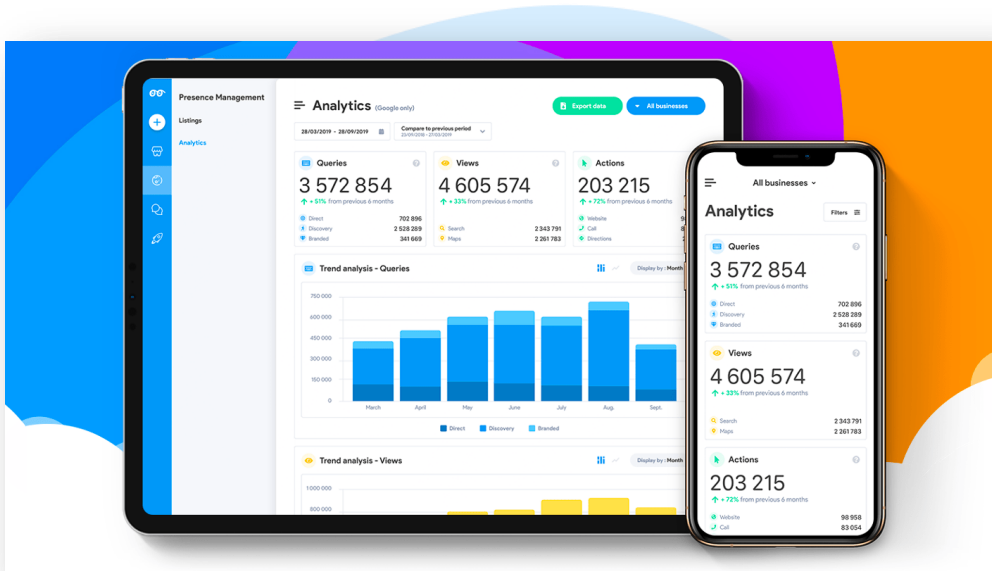 Presence Management
Listings
Analytics
Analytics (Google only)
Export data
All businesses
28/03/2019 - 28/09/2019
Compare to previous period
23/09/2018 - 27/03/2019
Queries
3 572 854
+ 51% from previous 6 months
Direct 702 896
Discovery 2 528 289
Branded 341 669
Views
4 605 574
+ 33% from previous 6 months
Search 2 343 791
Maps 2 261 783
Actions
203 215
+ 72% from previous 6 months
Website
Call
Directions
Trend analysis - Queries
Display by : Month
750 000
600 000
450 000
300 000
160 000
0
March April May June July Aug. Sept.
Direct Discovery Branded
Trend analysis - Views
Display by : Month
1 000 000
800 000
All businesses
Analytics
Filters
Queries
3 572 854
+ 51% from previous 6 months
Direct 702 896
Discovery 2 528 289
Branded 341 669
Views
4 605 574
+ 33% from previous 6 months
Search 2 343 791
Maps 2 261 783
Actions
203 215
+ 72% from previous 6 months
Website 98 958
Call 83 054